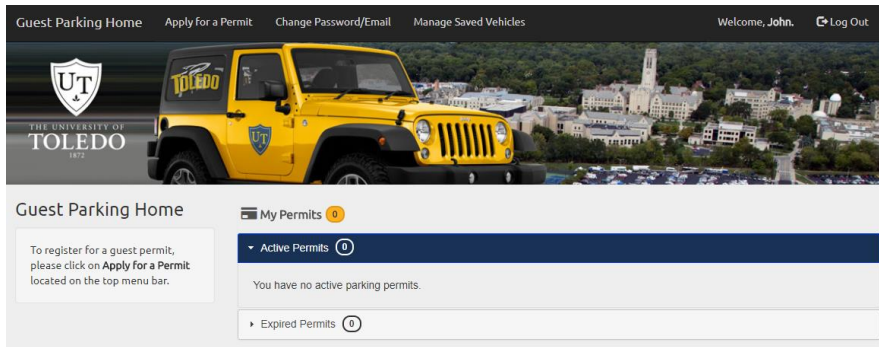 Guest Parking Home Apply for a Permit Change Password/Email Manage Saved Vehicles Welcome, John. Log Out
UT
THE UNIVERSITY OF
TOLEDO
1872
TOLEDO
UT
Guest Parking Home
To register for a guest permit,
please click on Apply for a Permit
located on the top menu bar.
My Permits 0
Active Permits 0
You have no active parking permits.
Expired Permits 0